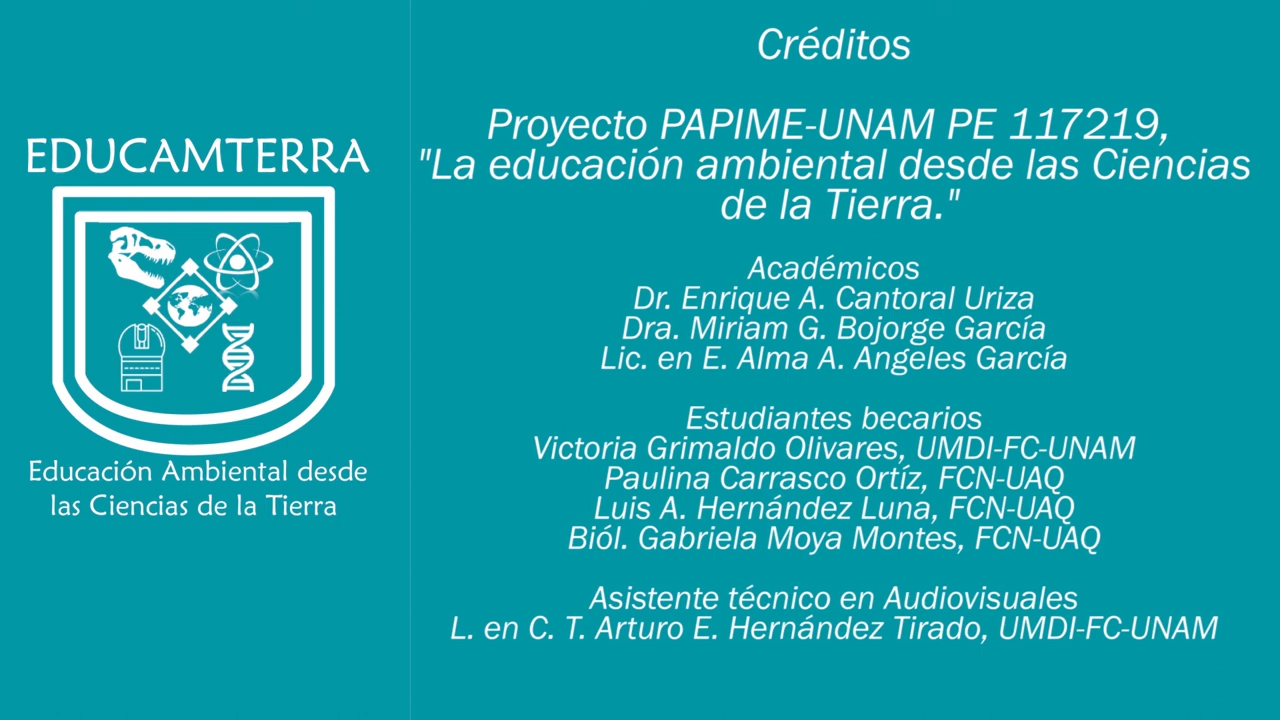 EDUCAMTERRA
Educación Ambiental desde
las Ciencias de la Tierra
Créditos
Proyecto PAPIME-UNAM PE 117219,
"La educación ambiental desde las Ciencias
de la Tierra."
Académicos
Dr. Enrique A. Cantoral Uriza
Dra. Miriam G. Bojorge García
Lic. en E. Alma A. Angeles García
Estudiantes becarios
Victoria Grimaldo Olivares, UMDI-FC-UNAM
Paulina Carrasco Ortíz, FCN-UAQ
Luis A. Hernández Luna, FCN-UAQ
Biól. Gabriela Moya Montes, FCN-UAQ
Asistente técnico en Audiovisuales
L. en C. T. Arturo E. Hernández Tirado, UMDI-FC-UNAM